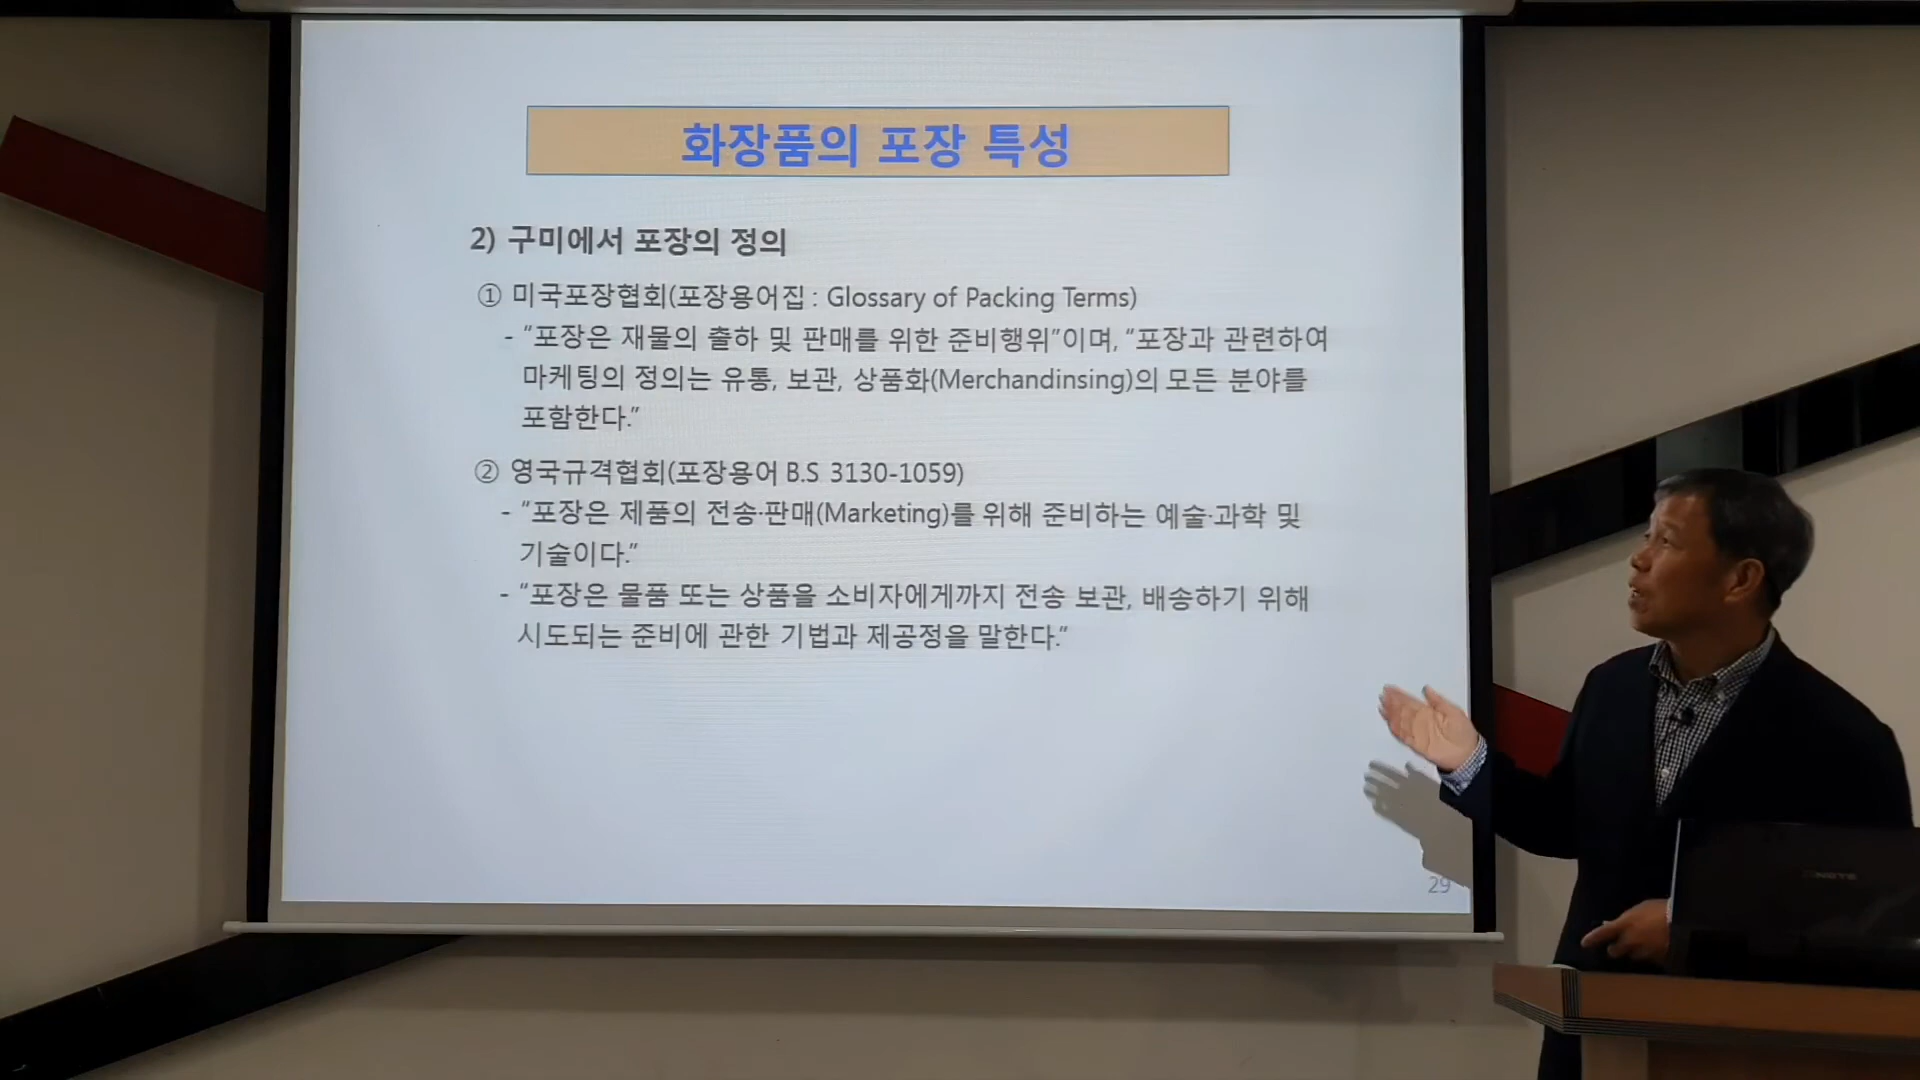 화장품의 포장 특성
2) 구미에서 포장의 정의
① 미국포장협회(포장용어집 : Glossary of Packing Terms)
- “포장은 재물의 출하 및 판매를 위한 준비행위”이며, “포장과 관련하여
마케팅의 정의는 유통, 보관, 상품화(Merchandinsing)의 모든 분야를
포함한다.”
② 영국규격협회(포장용어 B.S 3130-1059)
- “포장은 제품의 전송·판매(Marketing)를 위해 준비하는 예술·과학 및
기술이다.”
- “포장은 물품 또는 상품을 소비자에게까지 전송 보관, 배송하기 위해
시도되는 준비에 관한 기법과 제공정을 말한다.”
29